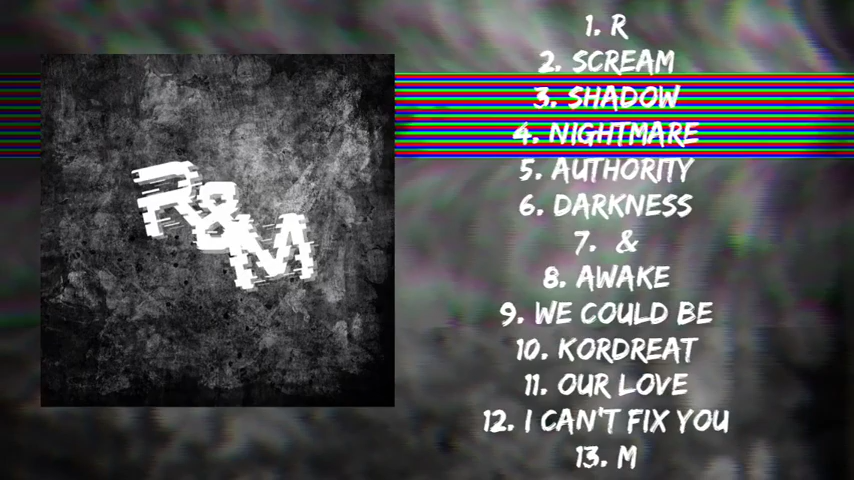 R&M
1. R
2. SCREAM
3. SHADOW
4. NIGHTMARE
5. AUTHORITY
6. DARKNESS
7. &
8. AWAKE
9. WE COULD BE
10. KORDREAT
11. OUR LOVE
12. I CAN'T FIX YOU
13. M